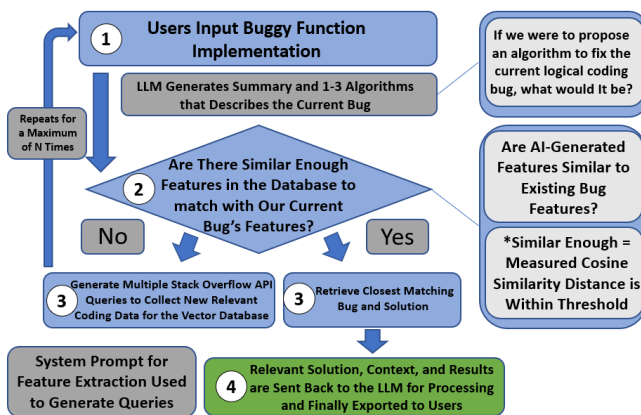 1
Users Input Buggy Function
Implementation
If we were to propose
an algorithm to fix the
current logical coding
bug, what would It be?
LLM Generates Summary and 1-3 Algorithms
that Describes the Current Bug
Repeats for
a Maximum
of N Times
2
Are There Similar Enough
Features in the Database to
match with Our Current
Bug's Features?
Are AI-Generated
Features Similar to
Existing Bug
Features?
*Similar Enough =
Measured Cosine
Similarity Distance is
Within Threshold
No
Yes
3
Generate Multiple Stack Overflow API
Queries to Collect New Relevant
Coding Data for the Vector Database
3
Retrieve Closest Matching
Bug and Solution
System Prompt for
Feature Extraction Used
to Generate Queries
4
Relevant Solution, Context, and Results
are Sent Back to the LLM for Processing
and Finally Exported to Users